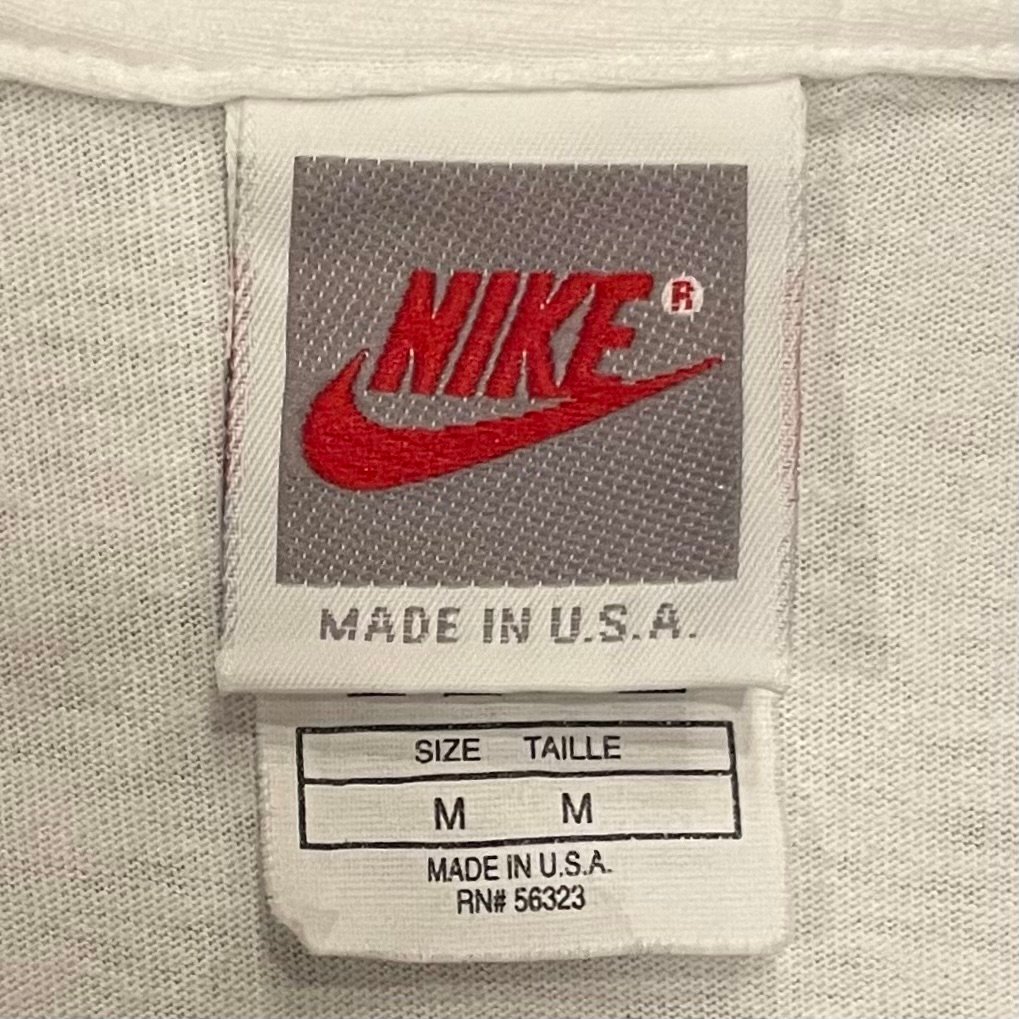 NIKE®
MADE IN U.S.A.
SIZE TAILLE
M M
MADE IN U.S.A.
RN# 56323